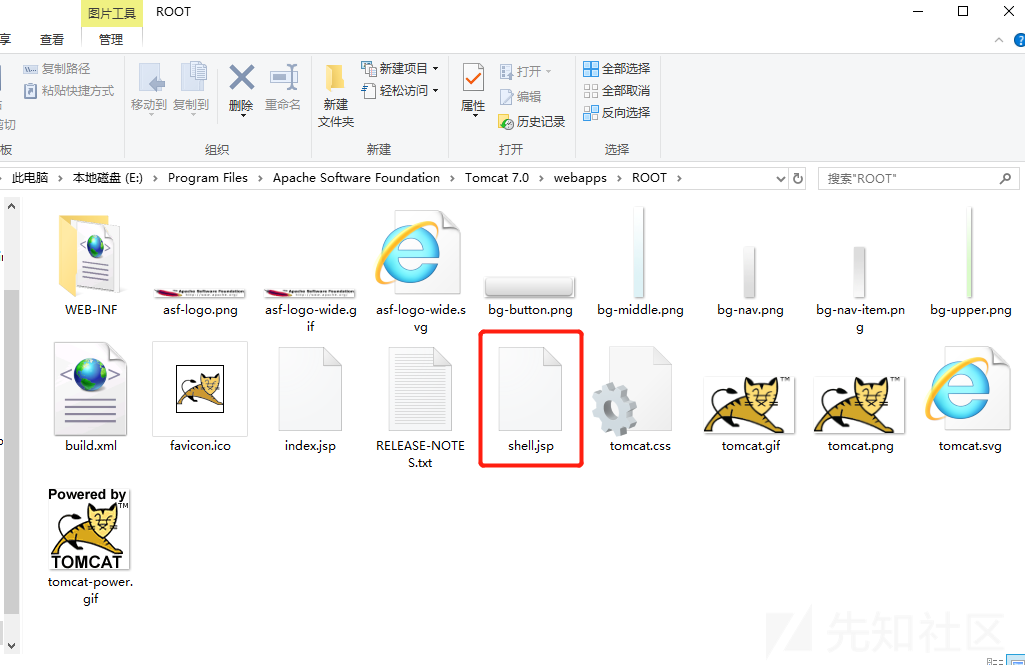 图片工具
ROOT
享
查看
管理
复制路径
粘贴快捷方式
剪切
板
移动到
复制到
删除
重命名
组织
新建
文件夹
新建项目
轻松访问
新建
属性
打开
编辑
历史记录
打开
全部选择
全部取消
反向选择
选择
此电脑 > 本地磁盘 (E:) > Program Files > Apache Software Foundation > Tomcat 7.0 > webapps > ROOT >
搜索"ROOT"
WEB-INF
asf-logo.png
asf-logo-wide.g
if
asf-logo-wide.s
vg
bg-button.png
bg-middle.png
bg-nav.png
bg-nav-item.pn
g
bg-upper.png
build.xml
favicon.ico
index.jsp
RELEASE-NOTE
S.txt
shell.jsp
tomcat.css
tomcat.gif
tomcat.png
tomcat.svg
Powered by
TOMCAT
TM
tomcat-power.
gif
先知社区